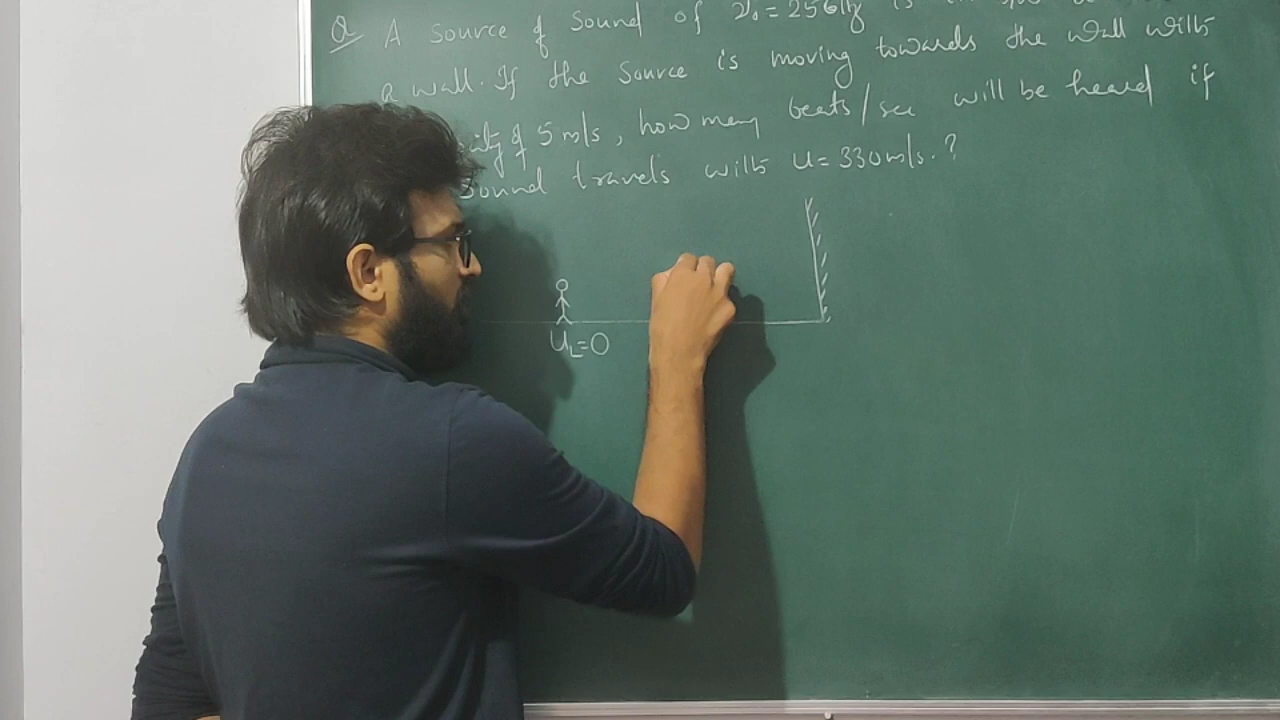 Q A source of sound of ν₀ = 256Hz is
a wall. If the source is moving towards the wall with
of 5 m/s, how many beats/sec will be heard if
sound travels with u = 330 m/s.?
U_L=0